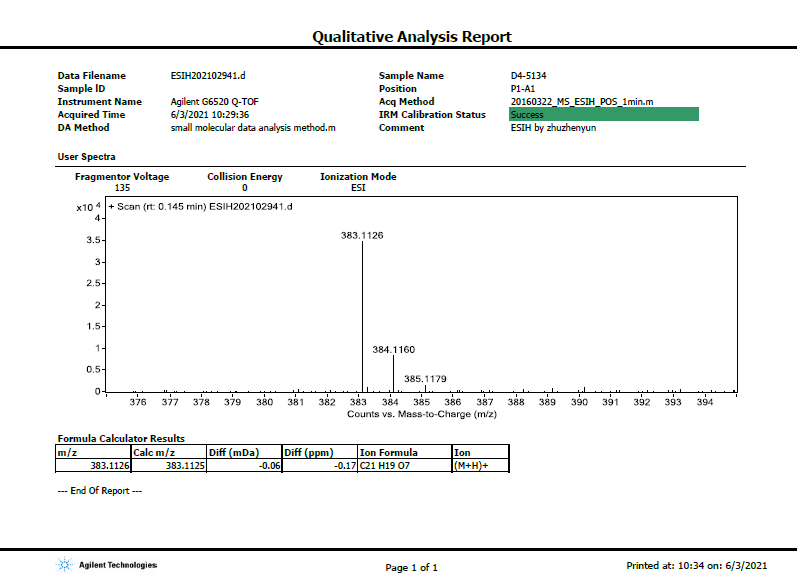 Qualitative Analysis Report
Data Filename ESIH202102941.d Sample Name D4-5134
Sample ID Position P1-A1
Instrument Name Agilent G6520 Q-TOF Acq Method 20160322_MS_ESIH_POS_1min.m
Acquired Time 6/3/2021 10:29:36 IRM Calibration Status Success
DA Method small molecular data analysis method.m Comment ESIH by zhuzhenyun
User Spectra
Fragmentor Voltage Collision Energy Ionization Mode
135 0 ESI
x10 4 + Scan (rt: 0.145 min) ESIH202102941.d
4
383.1126
3.5
3
2.5
2
1.5
384.1160
1
385.1179
0.5
0
376 377 378 379 380 381 382 383 384 385 386 387 388 389 390 391 392 393 394
Counts vs. Mass-to-Charge (m/z)
Formula Calculator Results
m/z Calc m/z Diff (mDa) Diff (ppm) Ion Formula Ion
383.1126 383.1125 -0.06 -0.17 C21 H19 O7 (M+H)+
--- End Of Report ---
Agilent Technologies Page 1 of 1 Printed at: 10:34 on: 6/3/2021